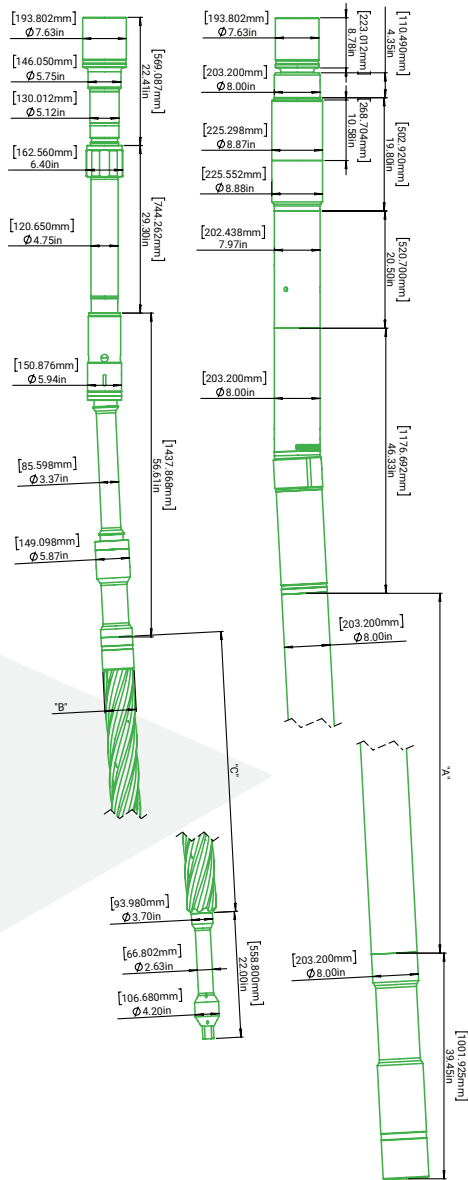 [193.802mm]
Ø7.63in
[569.087mm]
22.41in
[146.050mm]
Ø5.75in
[130.012mm]
Ø5.12in
[162.560mm]
6.40in
[744.262mm]
29.30in
[120.650mm]
Ø4.75in
[150.876mm]
Ø5.94in
[1437.868mm]
56.61in
[85.598mm]
Ø3.37in
[149.098mm]
Ø5.87in
"B"
"C"
[93.980mm]
Ø3.70in
[66.802mm]
Ø2.63in
[558.800mm]
22.00in
[106.680mm]
Ø4.20in
[193.802mm]
Ø7.63in
[223.012mm]
8.78in
[110.490mm]
4.35in
[203.200mm]
Ø8.00in
[268.704mm]
10.58in
[502.920mm]
19.80in
[225.298mm]
Ø8.87in
[225.552mm]
Ø8.88in
[202.438mm]
7.97in
[520.700mm]
20.50in
[203.200mm]
Ø8.00in
[1176.692mm]
46.33in
[203.200mm]
Ø8.00in
"A"
[203.200mm]
Ø8.00in
[1001.925mm]
39.45in